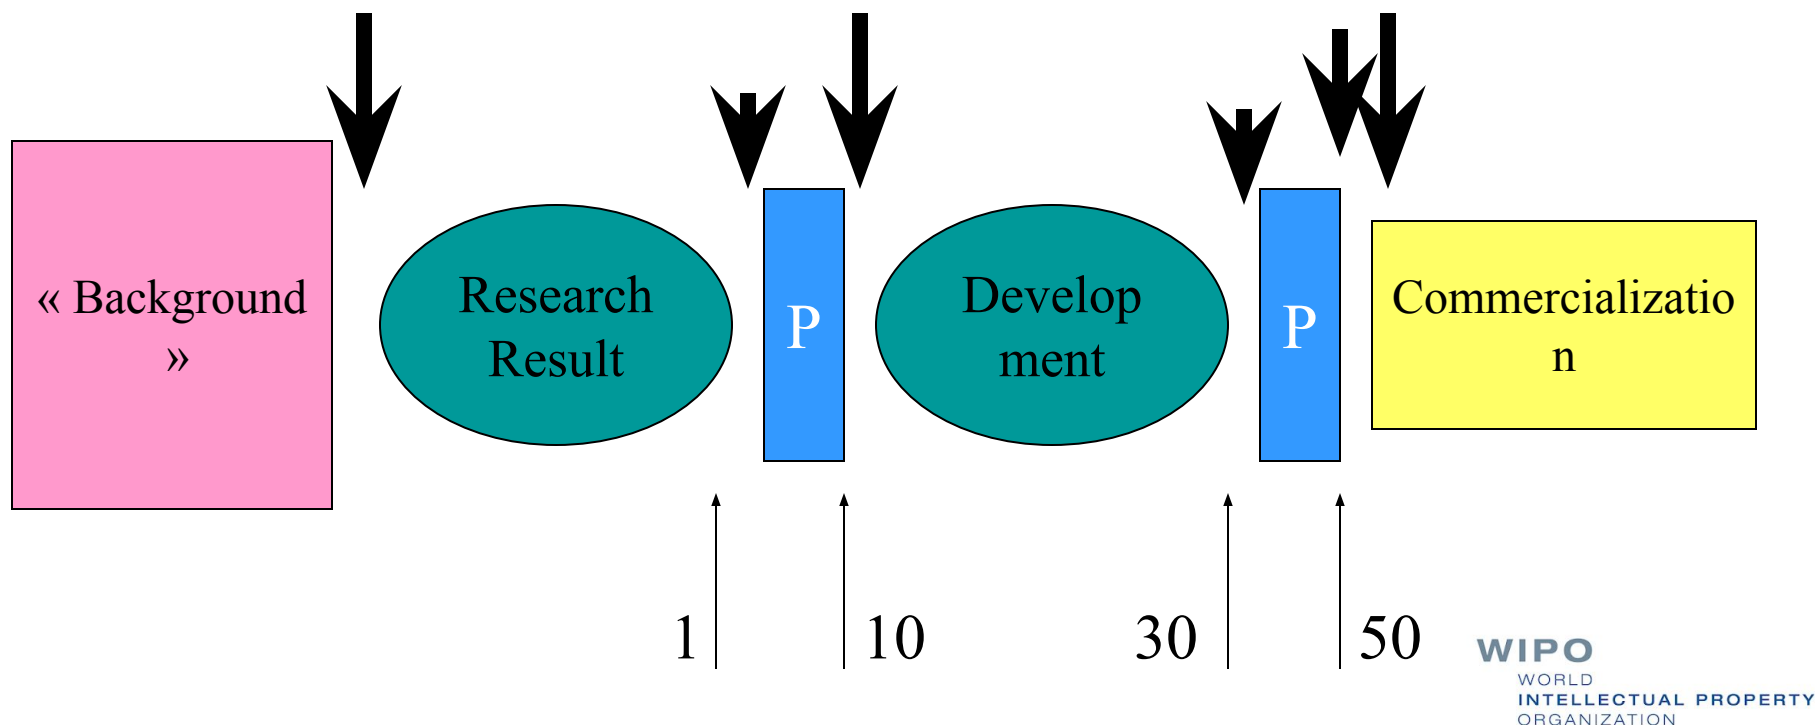 « Background
»
Research
Result
P
Develop
ment
P
Commercializatio
n
1
10
30
50
WIPO
WORLD
INTELLECTUAL PROPERTY
ORGANIZATION